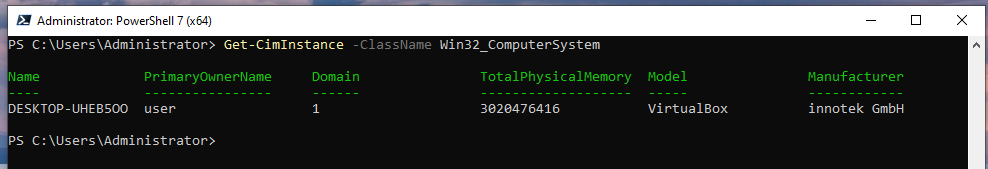 Administrator: PowerShell 7 (x64)
PS C:\Users\Administrator> Get-CimInstance -ClassName Win32_ComputerSystem
Name PrimaryOwnerName Domain TotalPhysicalMemory Model Manufacturer
---- ---------------- ------ ------------------- ----- ------------
DESKTOP-UHEB5OO user 1 3020476416 VirtualBox innotek GmbH
PS C:\Users\Administrator>